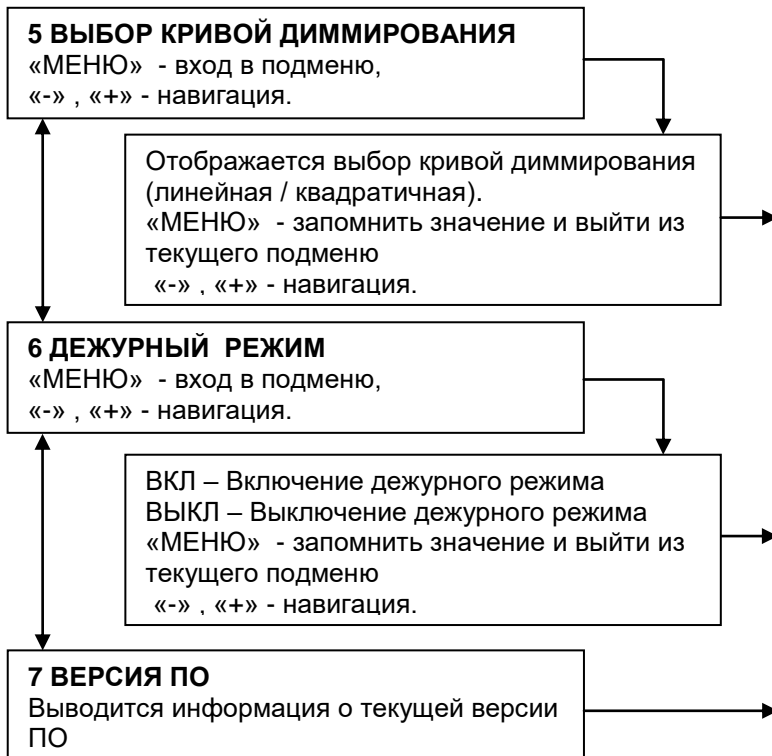 5 ВЫБОР КРИВОЙ ДИММИРОВАНИЯ
«МЕНЮ» - вход в подменю,
«-» , «+» - навигация.
Отображается выбор кривой диммирования
(линейная / квадратичная).
«МЕНЮ» - запомнить значение и выйти из
текущего подменю
«-» , «+» - навигация.
6 ДЕЖУРНЫЙ РЕЖИМ
«МЕНЮ» - вход в подменю,
«-» , «+» - навигация.
ВКЛ – Включение дежурного режима
ВЫКЛ – Выключение дежурного режима
«МЕНЮ» - запомнить значение и выйти из
текущего подменю
«-» , «+» - навигация.
7 ВЕРСИЯ ПО
Выводится информация о текущей версии
ПО